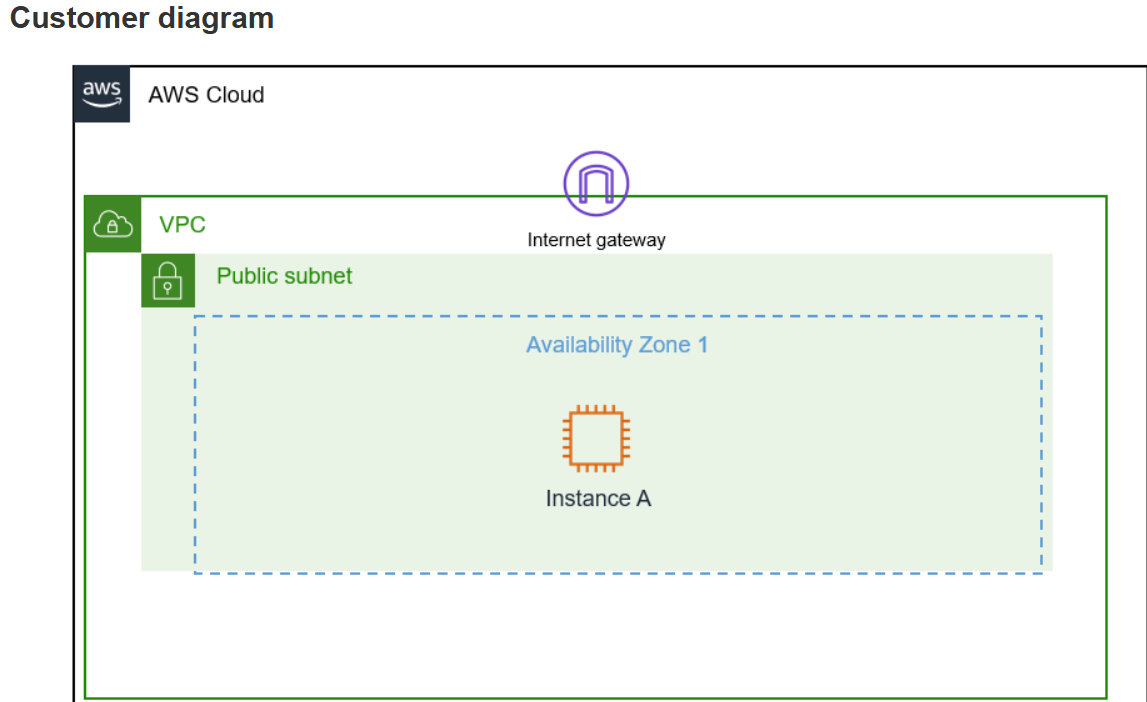 Customer diagram
aws
AWS Cloud
Internet gateway
VPC
Public subnet
Availability Zone 1
Instance A